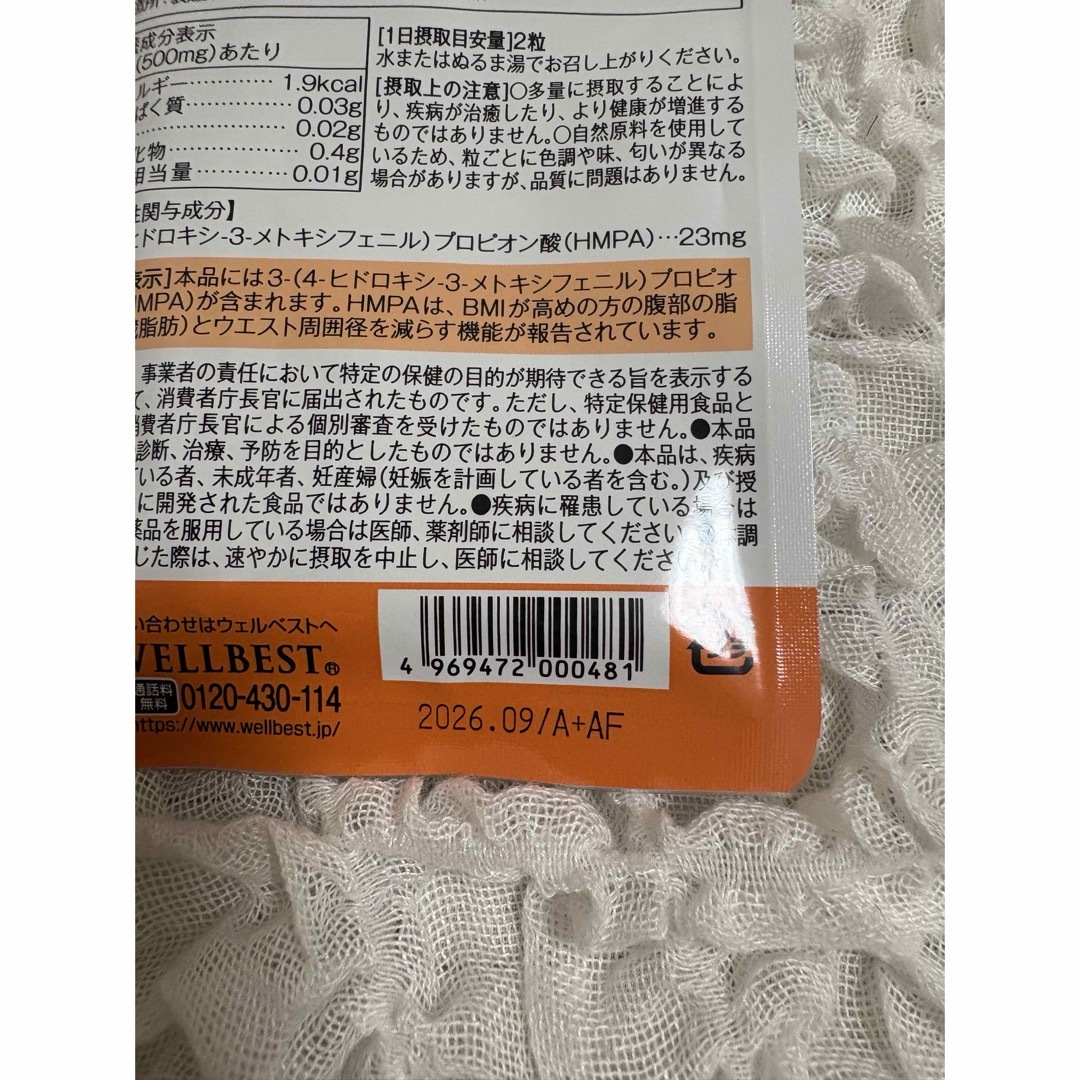 成分表示
(500mg)あたり
ルギー 1.9kcal
ぱく質 0.03g
0.02g
化物 0.4g
相当量 0.01g
[1日摂取目安量]2粒
水またはぬるま湯でお召し上がりください。
[摂取上の注意]○多量に摂取することによ
り、疾病が治癒したり、より健康が増進する
ものではありません。○自然原料を使用して
いるため、粒ごとに色調や味、匂いが異なる
場合がありますが、品質に問題はありません。
関与成分】
ヒドロキシ-3-メトキシフェニル)プロピオン酸(HMPA)…23mg
表示]本品には3-(4-ヒドロキシ-3-メトキシフェニル)プロピオ
HMPA)が含まれます。HMPAは、BMIが高めの方の腹部の脂
脂肪)とウエスト周囲径を減らす機能が報告されています。
事業者の責任において特定の保健の目的が期待できる旨を表示する
て、消費者庁長官に届出されたものです。ただし、特定保健用食品と
消費者庁長官による個別審査を受けたものではありません。●本品
診断、治療、予防を目的としたものではありません。●本品は、疾病
いる者、未成年者、妊産婦(妊娠を計画している者を含む。)及び授
に開発された食品ではありません。●疾病に罹患している場合は
薬品を服用している場合は医師、薬剤師に相談してください。●体調
じた際は、速やかに摂取を中止し、医師に相談してください
い合わせはウェルベストへ
WELLBEST®
通話料
無料 0120-430-114
https://www.wellbest.jp/
4 969472 000481
2026.09/A+AF